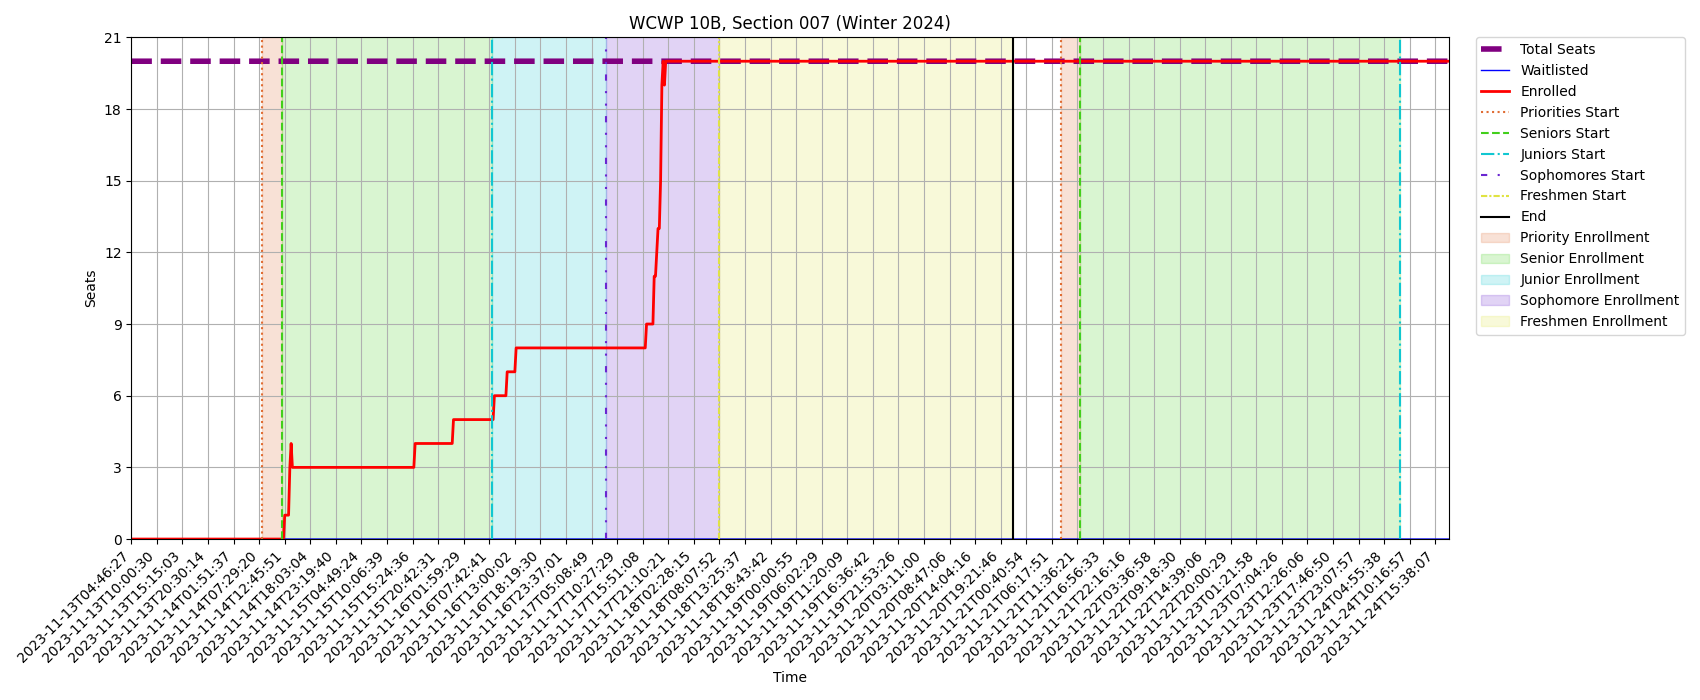 WCWP 10B, Section 007 (Winter 2024)
21
18
15
12
9
6
3
0
Seats
2023-11-13T04:46:27
2023-11-13T10:00:30
2023-11-13T15:15:03
2023-11-13T20:30:14
2023-11-14T01:51:37
2023-11-14T07:29:20
2023-11-14T12:45:51
2023-11-14T18:03:04
2023-11-14T23:19:40
2023-11-15T04:49:24
2023-11-15T10:06:39
2023-11-15T15:24:36
2023-11-15T20:42:31
2023-11-16T01:59:29
2023-11-16T07:42:41
2023-11-16T13:00:02
2023-11-16T18:19:30
2023-11-16T23:37:01
2023-11-17T05:08:49
2023-11-17T10:27:29
2023-11-17T15:51:08
2023-11-17T21:10:22
2023-11-18T02:28:15
2023-11-18T08:07:52
2023-11-18T13:25:37
2023-11-18T18:43:42
2023-11-19T00:00:55
2023-11-19T06:02:29
2023-11-19T11:20:09
2023-11-19T16:36:42
2023-11-19T21:53:26
2023-11-20T03:11:00
2023-11-20T08:47:06
2023-11-20T14:04:16
2023-11-20T19:21:46
2023-11-21T00:40:54
2023-11-21T06:17:51
2023-11-21T11:36:21
2023-11-21T16:56:33
2023-11-21T22:16:16
2023-11-22T03:36:58
2023-11-22T09:18:30
2023-11-22T14:39:06
2023-11-22T20:00:29
2023-11-23T01:21:58
2023-11-23T07:04:26
2023-11-23T12:26:06
2023-11-23T17:46:50
2023-11-23T23:07:57
2023-11-24T04:55:38
2023-11-24T10:16:57
2023-11-24T15:38:07
Time
Total Seats
Waitlisted
Enrolled
Priorities Start
Seniors Start
Juniors Start
Sophomores Start
Freshmen Start
End
Priority Enrollment
Senior Enrollment
Junior Enrollment
Sophomore Enrollment
Freshmen Enrollment